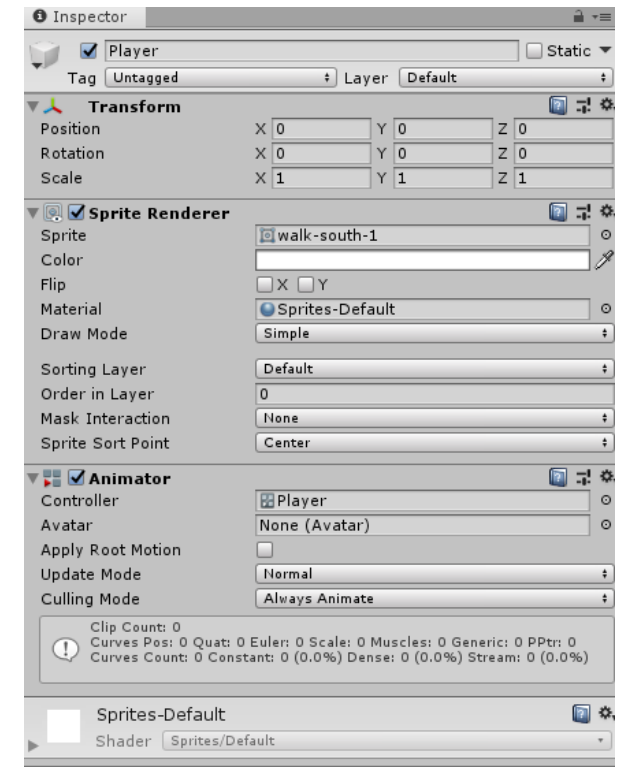 Inspector
Player Static
Tag Untagged Layer Default
Transform
Position X 0 Y 0 Z 0
Rotation X 0 Y 0 Z 0
Scale X 1 Y 1 Z 1
Sprite Renderer
Sprite walk-south-1
Color
Flip X Y
Material Sprites-Default
Draw Mode Simple
Sorting Layer Default
Order in Layer 0
Mask Interaction None
Sprite Sort Point Center
Animator
Controller Player
Avatar None (Avatar)
Apply Root Motion
Update Mode Normal
Culling Mode Always Animate
Clip Count: 0
Curves Pos: 0 Quat: 0 Euler: 0 Scale: 0 Muscles: 0 Generic: 0 PPtr: 0
Curves Count: 0 Constant: 0 (0.0%) Dense: 0 (0.0%) Stream: 0 (0.0%)
Sprites-Default
Shader Sprites/Default